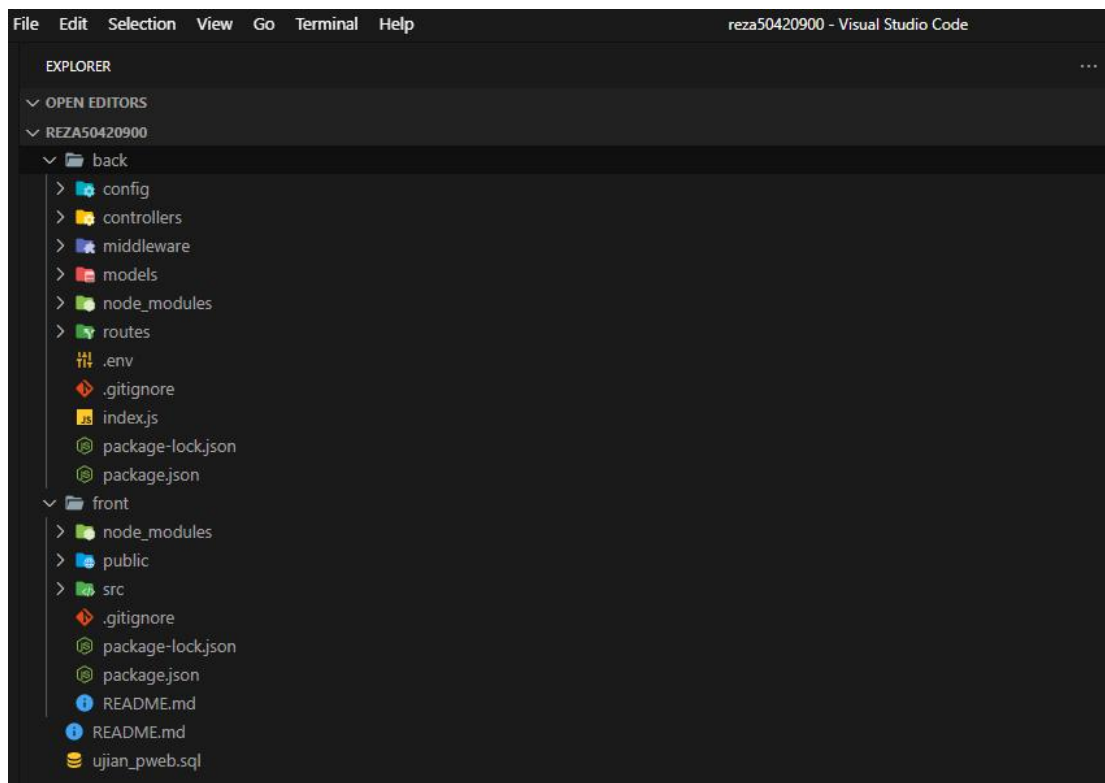 File Edit Selection View Go Terminal Help reza50420900 - Visual Studio Code
EXPLORER
OPEN EDITORS
REZA50420900
back
config
controllers
middleware
models
node_modules
routes
.env
.gitignore
JS index.js
package-lock.json
package.json
front
node_modules
public
src
.gitignore
package-lock.json
package.json
README.md
README.md
ujian_pweb.sql